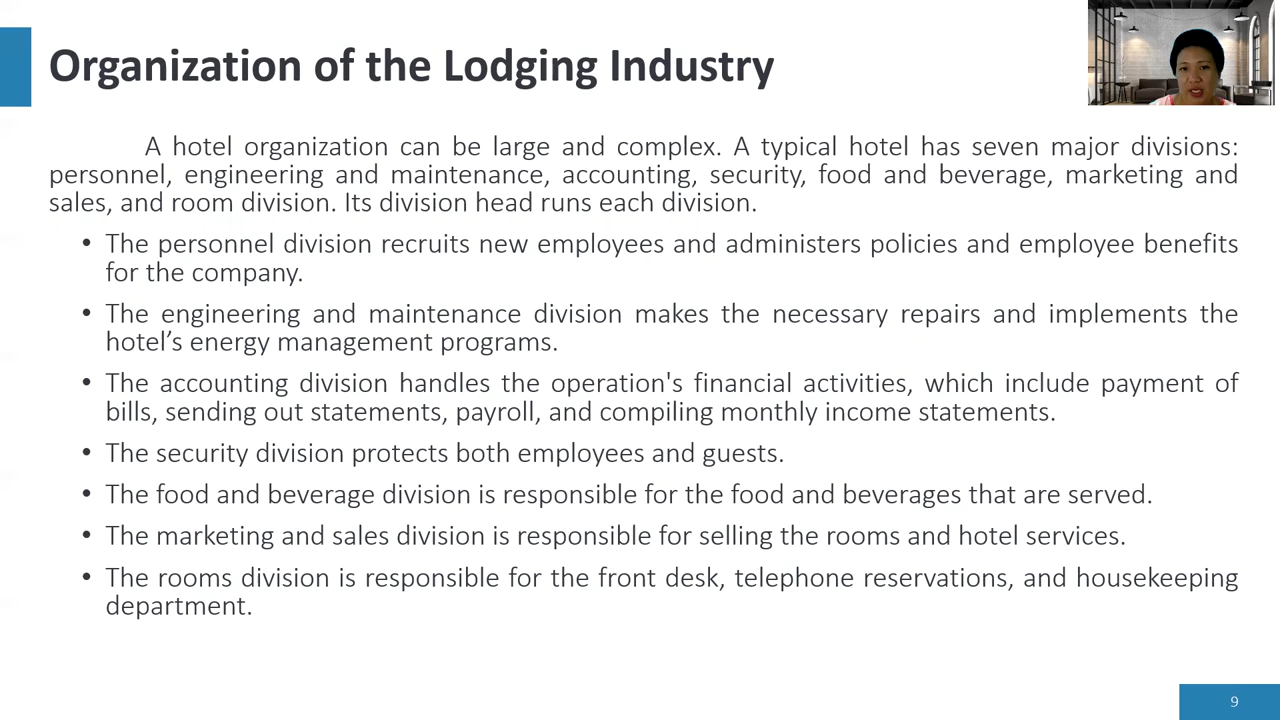 Organization of the Lodging Industry
A hotel organization can be large and complex. A typical hotel has seven major divisions:
personnel, engineering and maintenance, accounting, security, food and beverage, marketing and
sales, and room division. Its division head runs each division.
• The personnel division recruits new employees and administers policies and employee benefits
for the company.
• The engineering and maintenance division makes the necessary repairs and implements the
hotel’s energy management programs.
• The accounting division handles the operation's financial activities, which include payment of
bills, sending out statements, payroll, and compiling monthly income statements.
• The security division protects both employees and guests.
• The food and beverage division is responsible for the food and beverages that are served.
• The marketing and sales division is responsible for selling the rooms and hotel services.
• The rooms division is responsible for the front desk, telephone reservations, and housekeeping
department.
9